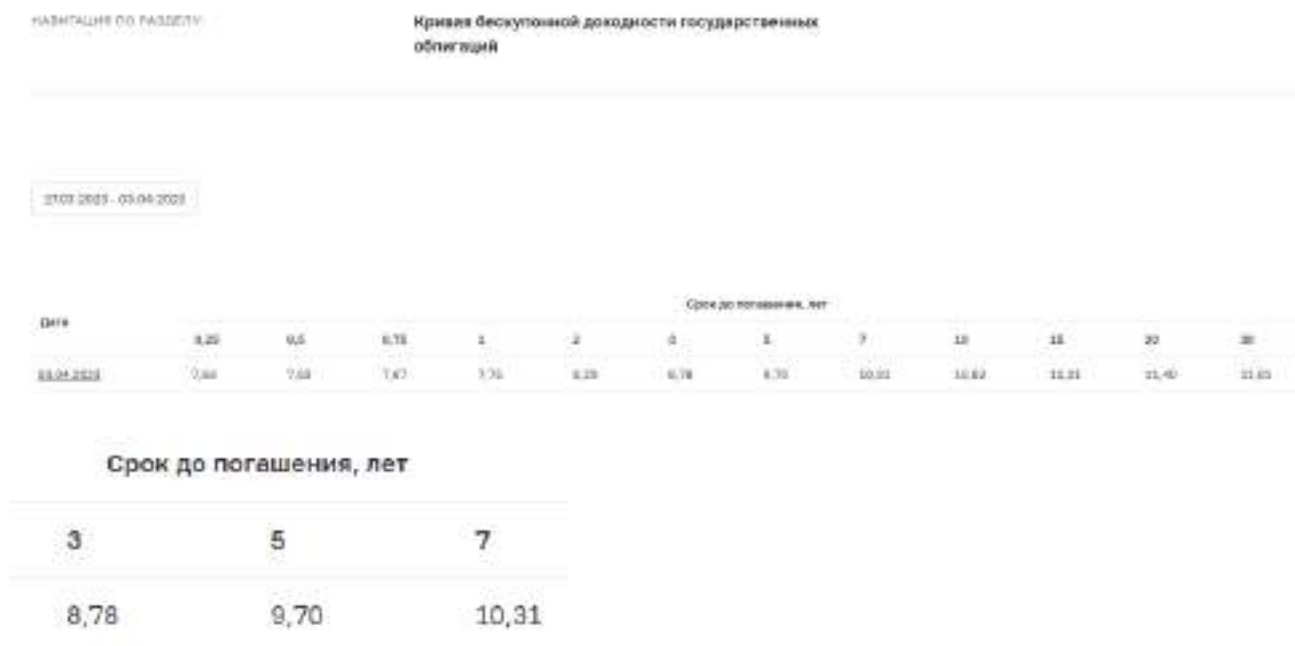 НАВИГАЦИЯ ПО РАЗДЕЛУ
Кривая бескупонной доходности государственных
облигаций
27.03.2023 - 03.04.2023
Срок до погашения, лет
Дата
0,25 0,5 0,75 1 2 3 5 7 10 15 20 30
03.04.2023 7,67 8,78 9,70 10,31
Срок до погашения, лет
3 5 7
8,78 9,70 10,31